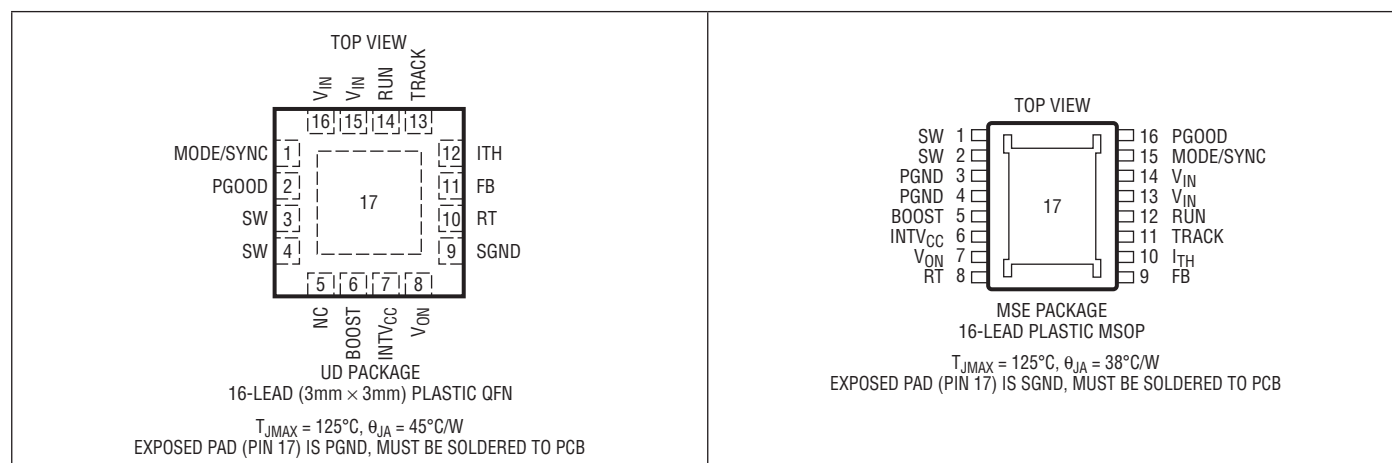 TOP VIEW
VIN VIN RUN TRACK
16 15 14 13
MODE/SYNC 1
PGOOD 2
SW 3
SW 4
17
12 ITH
11 FB
10 RT
9 SGND
5 6 7 8
NC BOOST INTVCC VON
UD PACKAGE
16-LEAD (3mm × 3mm) PLASTIC QFN
TJMAX = 125°C, θJA = 45°C/W
EXPOSED PAD (PIN 17) IS PGND, MUST BE SOLDERED TO PCB
TOP VIEW
SW 1
SW 2
PGND 3
PGND 4
BOOST 5
INTVCC 6
VON 7
RT 8
17
16 PGOOD
15 MODE/SYNC
14 VIN
13 VIN
12 RUN
11 TRACK
10 ITH
9 FB
MSE PACKAGE
16-LEAD PLASTIC MSOP
TJMAX = 125°C, θJA = 38°C/W
EXPOSED PAD (PIN 17) IS SGND, MUST BE SOLDERED TO PCB